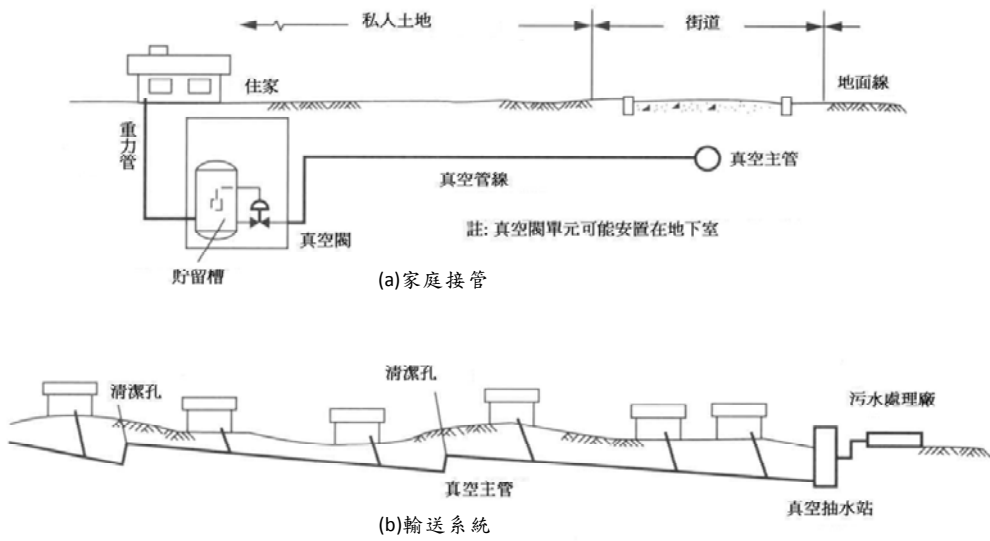 私人土地
街道
住家
地面線
重力管
真空管線
真空主管
真空閥
註: 真空閥單元可能安置在地下室
貯留槽
(a)家庭接管
清潔孔
清潔孔
污水處理廠
真空主管
真空抽水站
(b)輸送系統